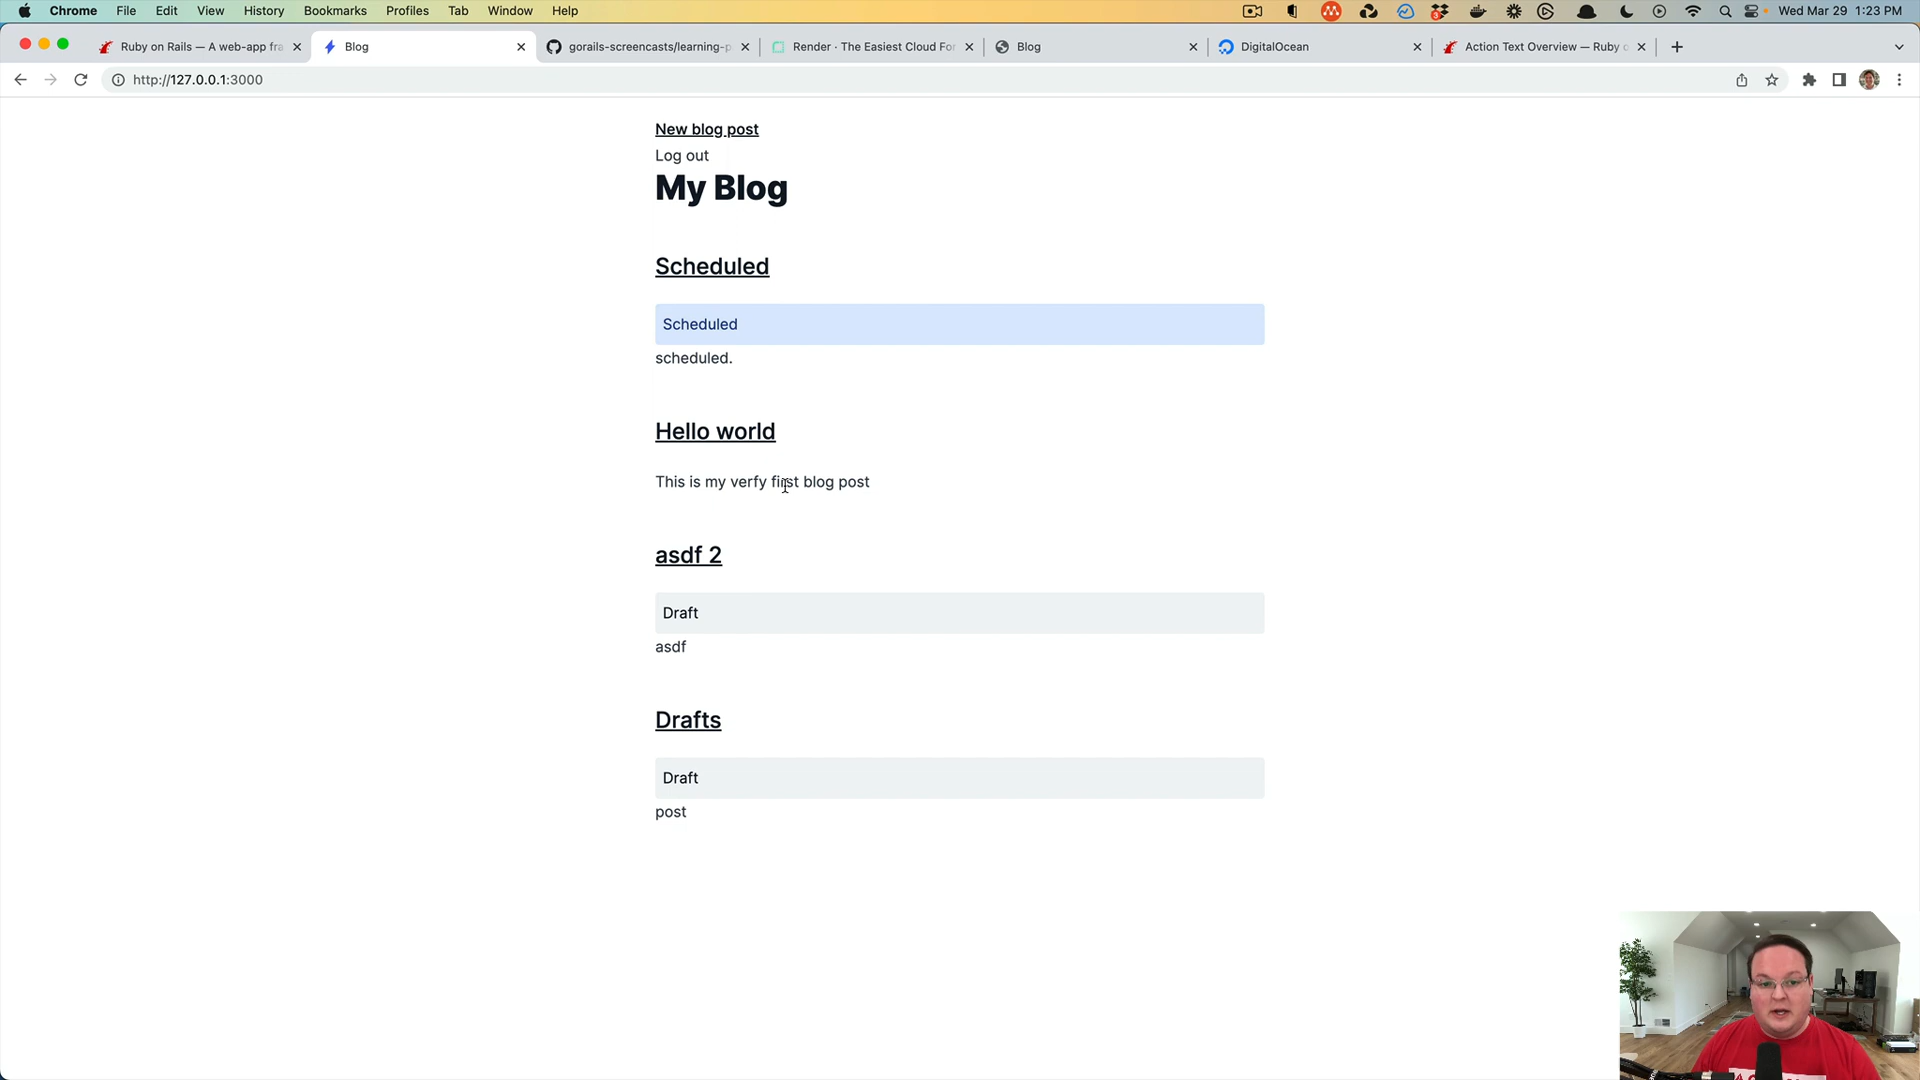 Chrome File Edit View History Bookmarks Profiles Tab Window Help
3
Wed Mar 29 1:23 PM
Ruby on Rails — A web-app fra
Blog
gorails-screencasts/learning-p
Render · The Easiest Cloud For
Blog
DigitalOcean
Action Text Overview — Ruby o
http://127.0.0.1:3000
New blog post
Log out
My Blog
Scheduled
Scheduled
scheduled.
Hello world
This is my verfy first blog post
asdf 2
Draft
asdf
Drafts
Draft
post